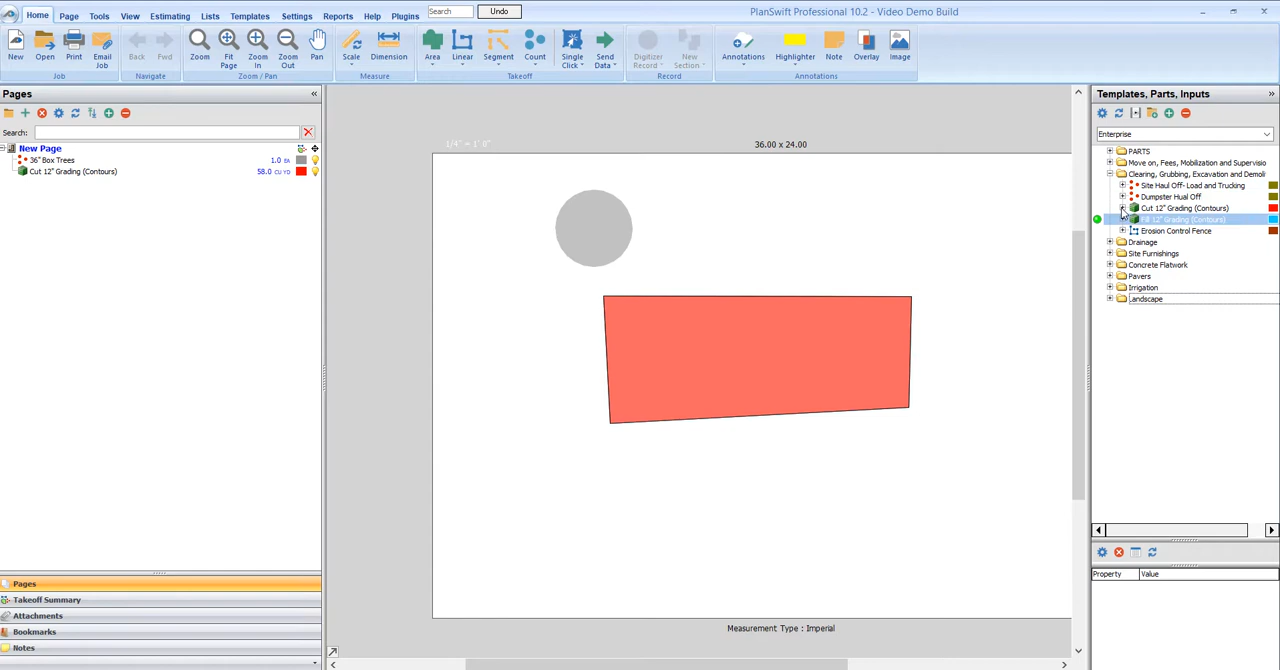 Home Page Tools View Estimating Lists Templates Settings Reports Help Plugins Search Undo PlanSwift Professional 10.2 - Video Demo Build
New Open Print Email Job Back Fwd Zoom Fit Page Zoom In Zoom Out Pan Scale Dimension Area Linear Segment Count Single Click Send Data Digitizer Record New Section Annotations Highlighter Note Overlay Image
Job Navigate Zoom / Pan Measure Takeoff Record Annotations
Pages
Search:
New Page
36" Box Trees 1.0 EA
Cut 12" Grading (Contours) 58.0 CU YD
Pages
Takeoff Summary
Attachments
Bookmarks
Notes
1/4" = 1' 0"
36.00 x 24.00
Measurement Type : Imperial
Templates, Parts, Inputs
Enterprise
PARTS
Move on, Fees, Mobilization and Supervisio
Clearing, Grubbing, Excavation and Demoli
Site Haul Off- Load and Trucking
Dumpster Hual Off
Cut 12" Grading (Contours)
Fill 12" Grading (Contours)
Erosion Control Fence
Drainage
Site Furnishings
Concrete Flatwork
Pavers
Irrigation
Landscape
Property Value